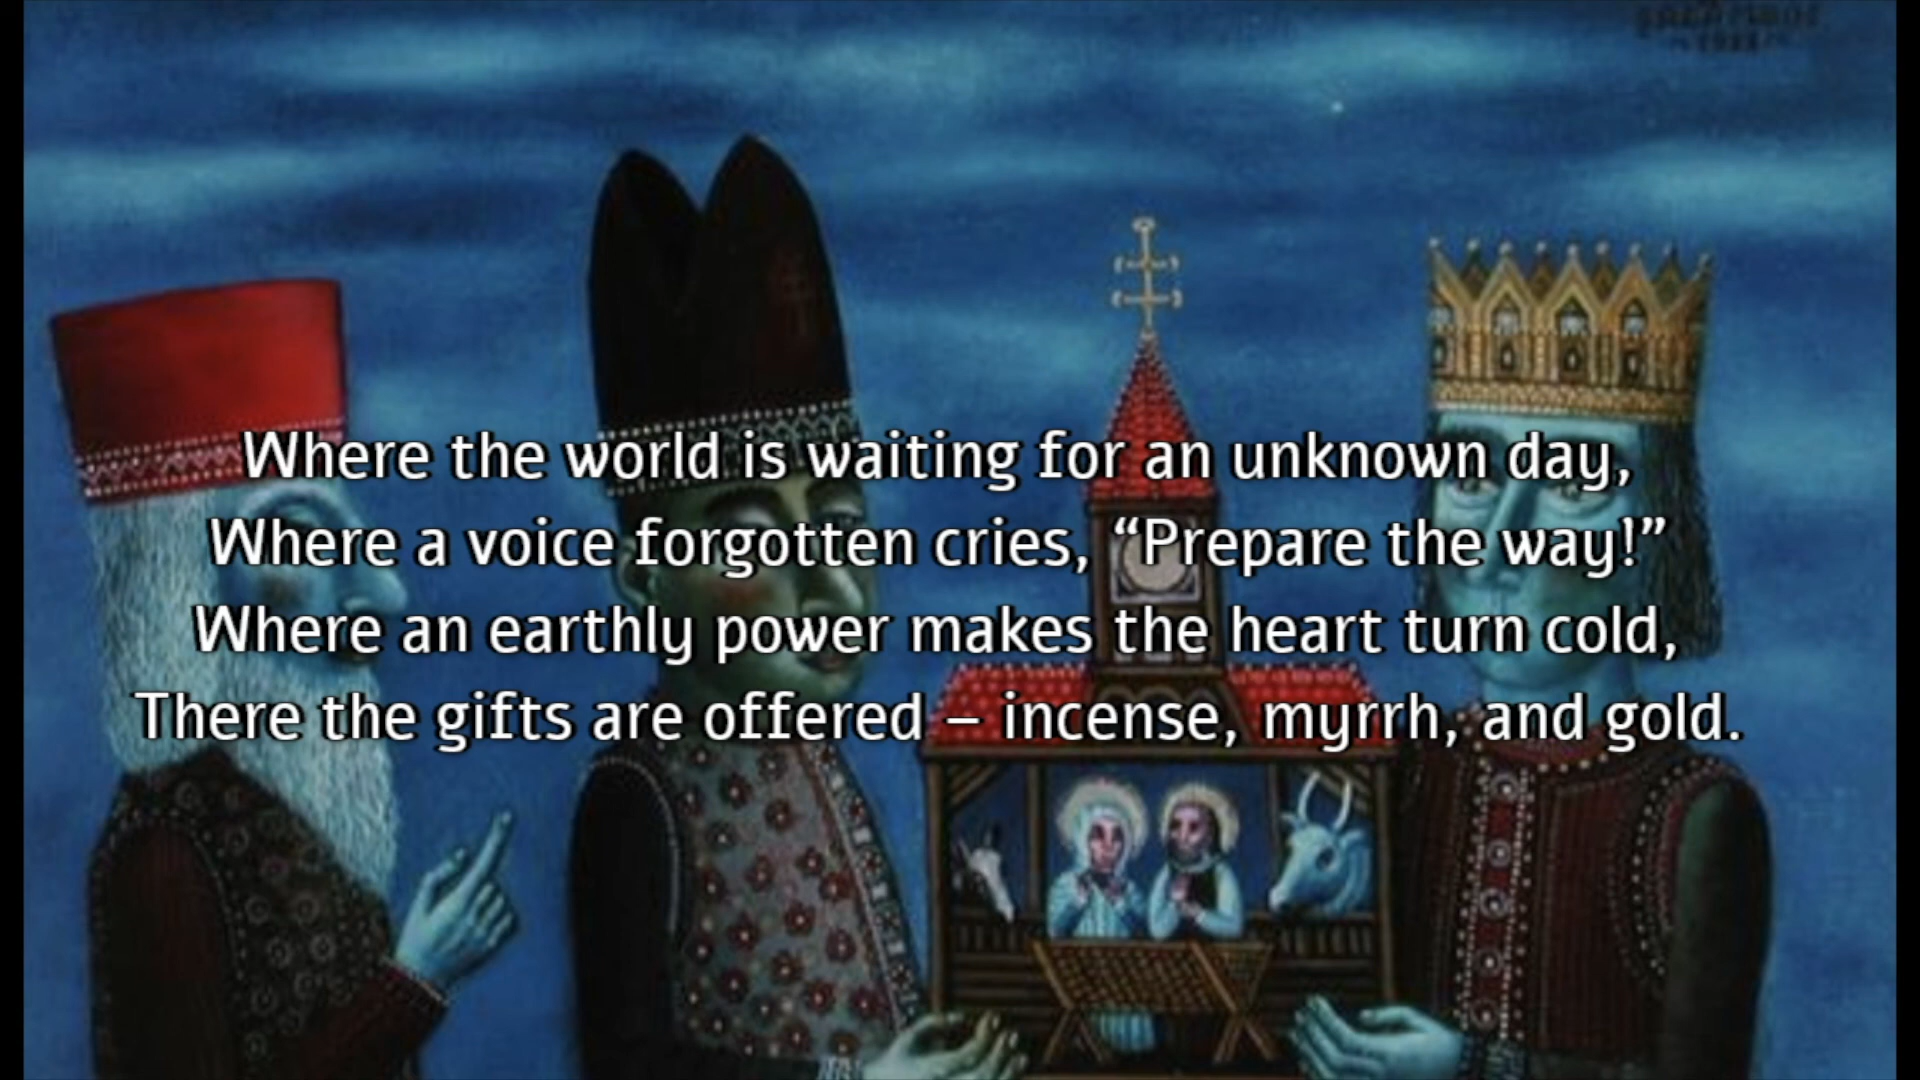 Where the world is waiting for an unknown day,
Where a voice forgotten cries, “Prepare the way!”
Where an earthly power makes the heart turn cold,
There the gifts are offered – incense, myrrh, and gold.